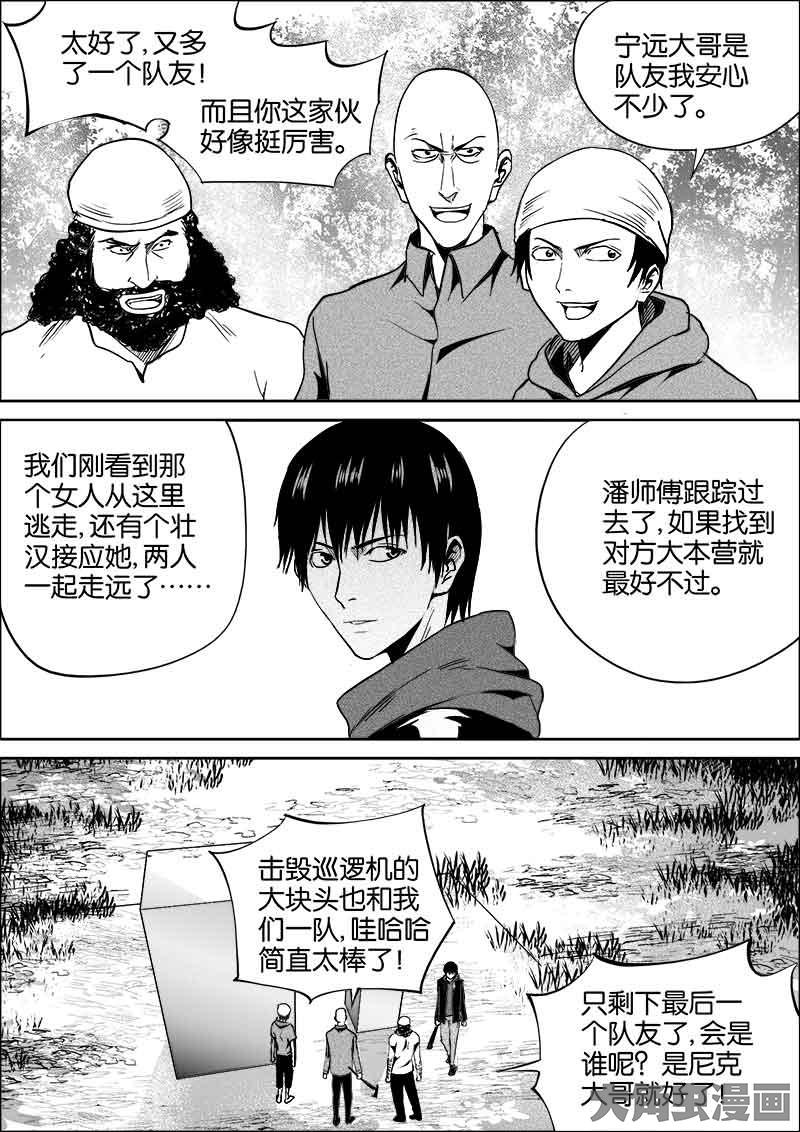 太好了,又多
了一个队友!
而且你这家伙
好像挺厉害。
宁远大哥是
队友我安心
不少了。
我们刚看到那
个女人从这里
逃走,还有个壮
汉接应她,两人
一起走远了……
潘师傅跟踪过
去了,如果找到
对方大本营就
最好不过。
击毁巡逻机的
大块头也和我
们一队,哇哈哈
简直太棒了!
只剩下最后一
个队友了,会是
谁呢?是尼克
大哥就好了!
大角虫漫画